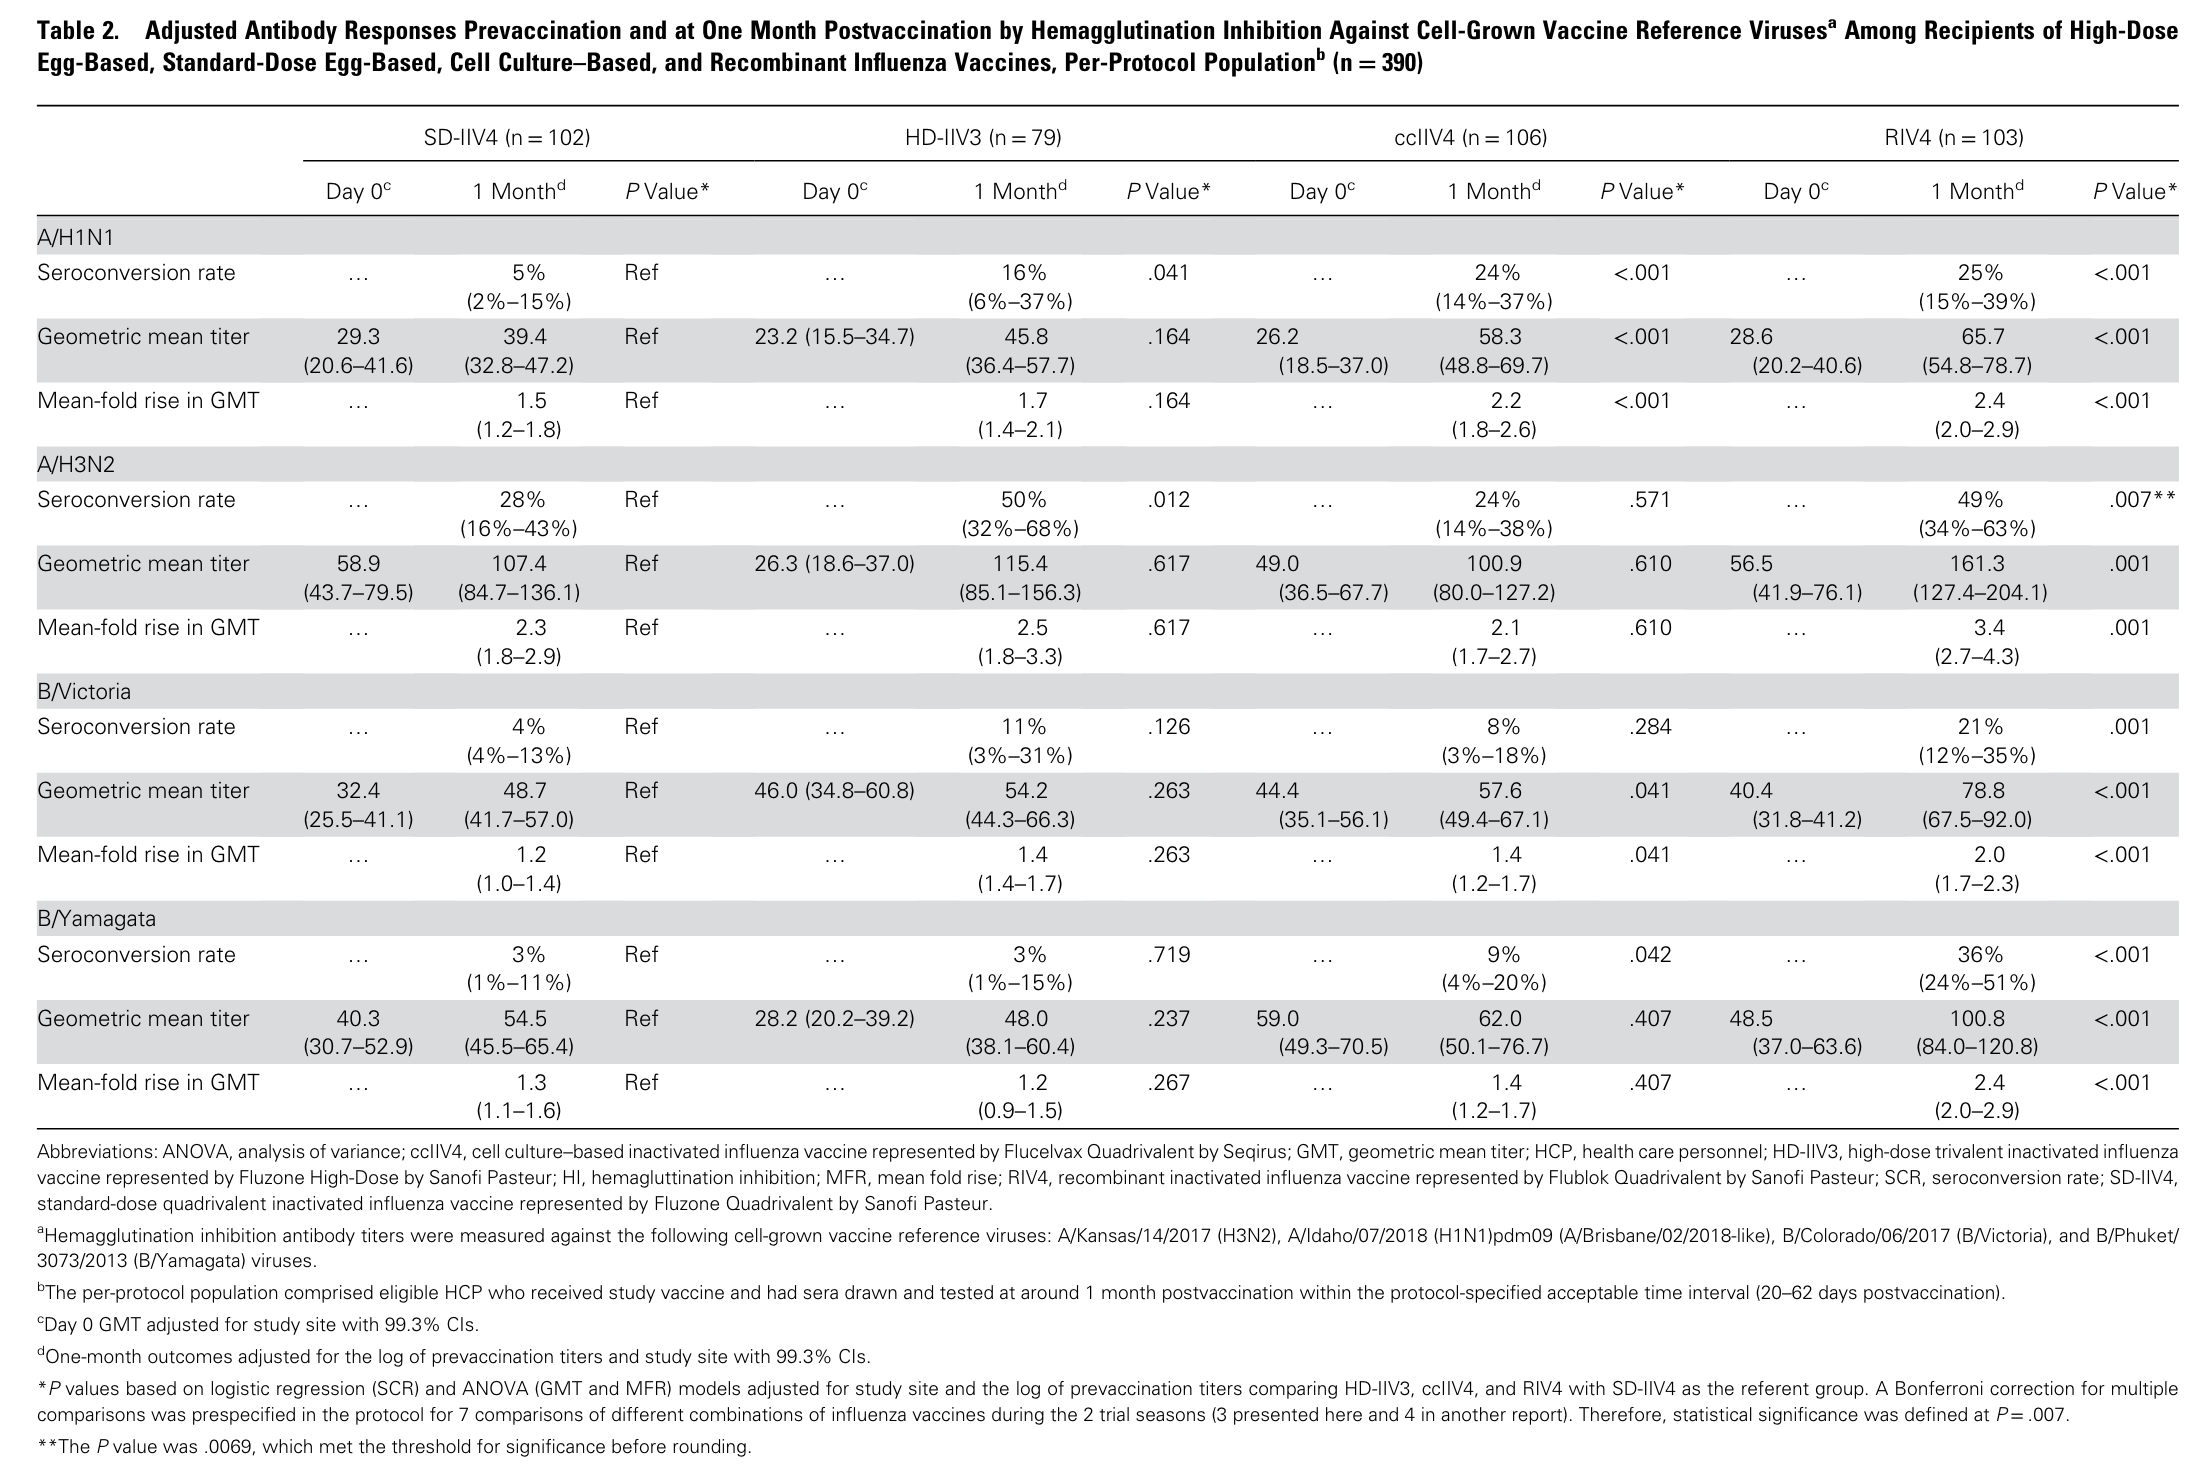 Table 2. Adjusted Antibody Responses Prevaccination and at One Month Postvaccination by Hemagglutination Inhibition Against Cell-Grown Vaccine Reference Virusesa Among Recipients of High-Dose
Egg-Based, Standard-Dose Egg-Based, Cell Culture–Based, and Recombinant Influenza Vaccines, Per-Protocol Populationb (n = 390)
SD-IIV4 (n = 102) HD-IIV3 (n = 79) ccIIV4 (n = 106) RIV4 (n = 103)
Day 0c 1 Monthd P Value* Day 0c 1 Monthd P Value* Day 0c 1 Monthd P Value* Day 0c 1 Monthd P Value*
A/H1N1
Seroconversion rate … 5% Ref … 16% .041 … 24% <.001 … 25% <.001
(2%–15%) (6%–37%) (14%–37%) (15%–39%)
Geometric mean titer 29.3 39.4 Ref 23.2 (15.5–34.7) 45.8 .164 26.2 58.3 <.001 28.6 65.7 <.001
(20.6–41.6) (32.8–47.2) (36.4–57.7) (18.5–37.0) (48.8–69.7) (20.2–40.6) (54.8–78.7)
Mean-fold rise in GMT … 1.5 Ref … 1.7 .164 … 2.2 <.001 … 2.4 <.001
(1.2–1.8) (1.4–2.1) (1.8–2.6) (2.0–2.9)
A/H3N2
Seroconversion rate … 28% Ref … 50% .012 … 24% .571 … 49% .007**
(16%–43%) (32%–68%) (14%–38%) (34%–63%)
Geometric mean titer 58.9 107.4 Ref 26.3 (18.6–37.0) 115.4 .617 49.0 100.9 .610 56.5 161.3 .001
(43.7–79.5) (84.7–136.1) (85.1–156.3) (36.5–67.7) (80.0–127.2) (41.9–76.1) (127.4–204.1)
Mean-fold rise in GMT … 2.3 Ref … 2.5 .617 … 2.1 .610 … 3.4 .001
(1.8–2.9) (1.8–3.3) (1.7–2.7) (2.7–4.3)
B/Victoria
Seroconversion rate … 4% Ref … 11% .126 … 8% .284 … 21% .001
(4%–13%) (3%–31%) (3%–18%) (12%–35%)
Geometric mean titer 32.4 48.7 Ref 46.0 (34.8–60.8) 54.2 .263 44.4 57.6 .041 40.4 78.8 <.001
(25.5–41.1) (41.7–57.0) (44.3–66.3) (35.1–56.1) (49.4–67.1) (31.8–41.2) (67.5–92.0)
Mean-fold rise in GMT … 1.2 Ref … 1.4 .263 … 1.4 .041 … 2.0 <.001
(1.0–1.4) (1.4–1.7) (1.2–1.7) (1.7–2.3)
B/Yamagata
Seroconversion rate … 3% Ref … 3% .719 … 9% .042 … 36% <.001
(1%–11%) (1%–15%) (4%–20%) (24%–51%)
Geometric mean titer 40.3 54.5 Ref 28.2 (20.2–39.2) 48.0 .237 59.0 62.0 .407 48.5 100.8 <.001
(30.7–52.9) (45.5–65.4) (38.1–60.4) (49.3–70.5) (50.1–76.7) (37.0–63.6) (84.0–120.8)
Mean-fold rise in GMT … 1.3 Ref … 1.2 .267 … 1.4 .407 … 2.4 <.001
(1.1–1.6) (0.9–1.5) (1.2–1.7) (2.0–2.9)
Abbreviations: ANOVA, analysis of variance; ccIIV4, cell culture–based inactivated influenza vaccine represented by Flucelvax Quadrivalent by Seqirus; GMT, geometric mean titer; HCP, health care personnel; HD-IIV3, high-dose trivalent inactivated influenza
vaccine represented by Fluzone High-Dose by Sanofi Pasteur; HI, hemagluttination inhibition; MFR, mean fold rise; RIV4, recombinant inactivated influenza vaccine represented by Flublok Quadrivalent by Sanofi Pasteur; SCR, seroconversion rate; SD-IIV4,
standard-dose quadrivalent inactivated influenza vaccine represented by Fluzone Quadrivalent by Sanofi Pasteur.
aHemagglutination inhibition antibody titers were measured against the following cell-grown vaccine reference viruses: A/Kansas/14/2017 (H3N2), A/Idaho/07/2018 (H1N1)pdm09 (A/Brisbane/02/2018-like), B/Colorado/06/2017 (B/Victoria), and B/Phuket/
3073/2013 (B/Yamagata) viruses.
bThe per-protocol population comprised eligible HCP who received study vaccine and had sera drawn and tested at around 1 month postvaccination within the protocol-specified acceptable time interval (20–62 days postvaccination).
cDay 0 GMT adjusted for study site with 99.3% CIs.
dOne-month outcomes adjusted for the log of prevaccination titers and study site with 99.3% CIs.
*P values based on logistic regression (SCR) and ANOVA (GMT and MFR) models adjusted for study site and the log of prevaccination titers comparing HD-IIV3, ccIIV4, and RIV4 with SD-IIV4 as the referent group. A Bonferroni correction for multiple
comparisons was prespecified in the protocol for 7 comparisons of different combinations of influenza vaccines during the 2 trial seasons (3 presented here and 4 in another report). Therefore, statistical significance was defined at P = .007.
**The P value was .0069, which met the threshold for significance before rounding.